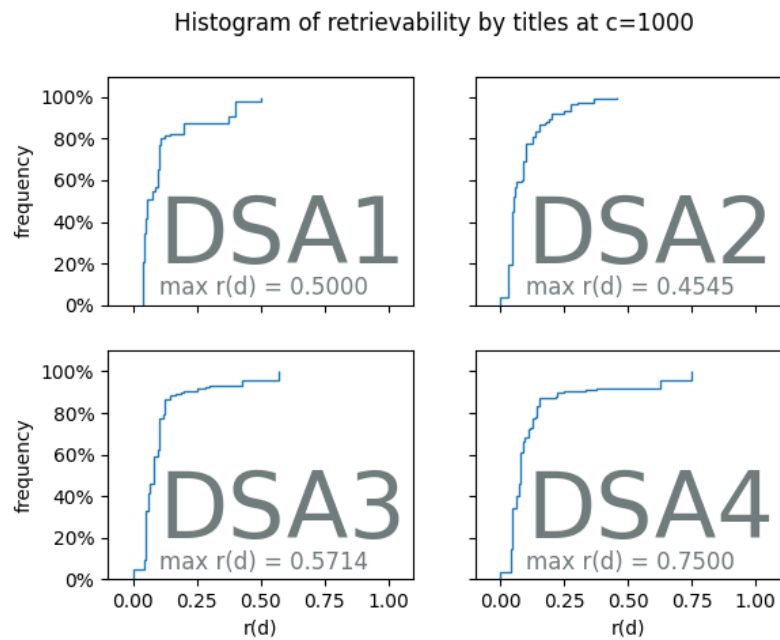 Histogram of retrievability by titles at c=1000
frequency
100%
80%
60%
40%
20%
0%
DSA1
max r(d) = 0.5000
DSA2
max r(d) = 0.4545
frequency
100%
80%
60%
40%
20%
0%
DSA3
max r(d) = 0.5714
DSA4
max r(d) = 0.7500
0.00 0.25 0.50 0.75 1.00
r(d)
0.00 0.25 0.50 0.75 1.00
r(d)